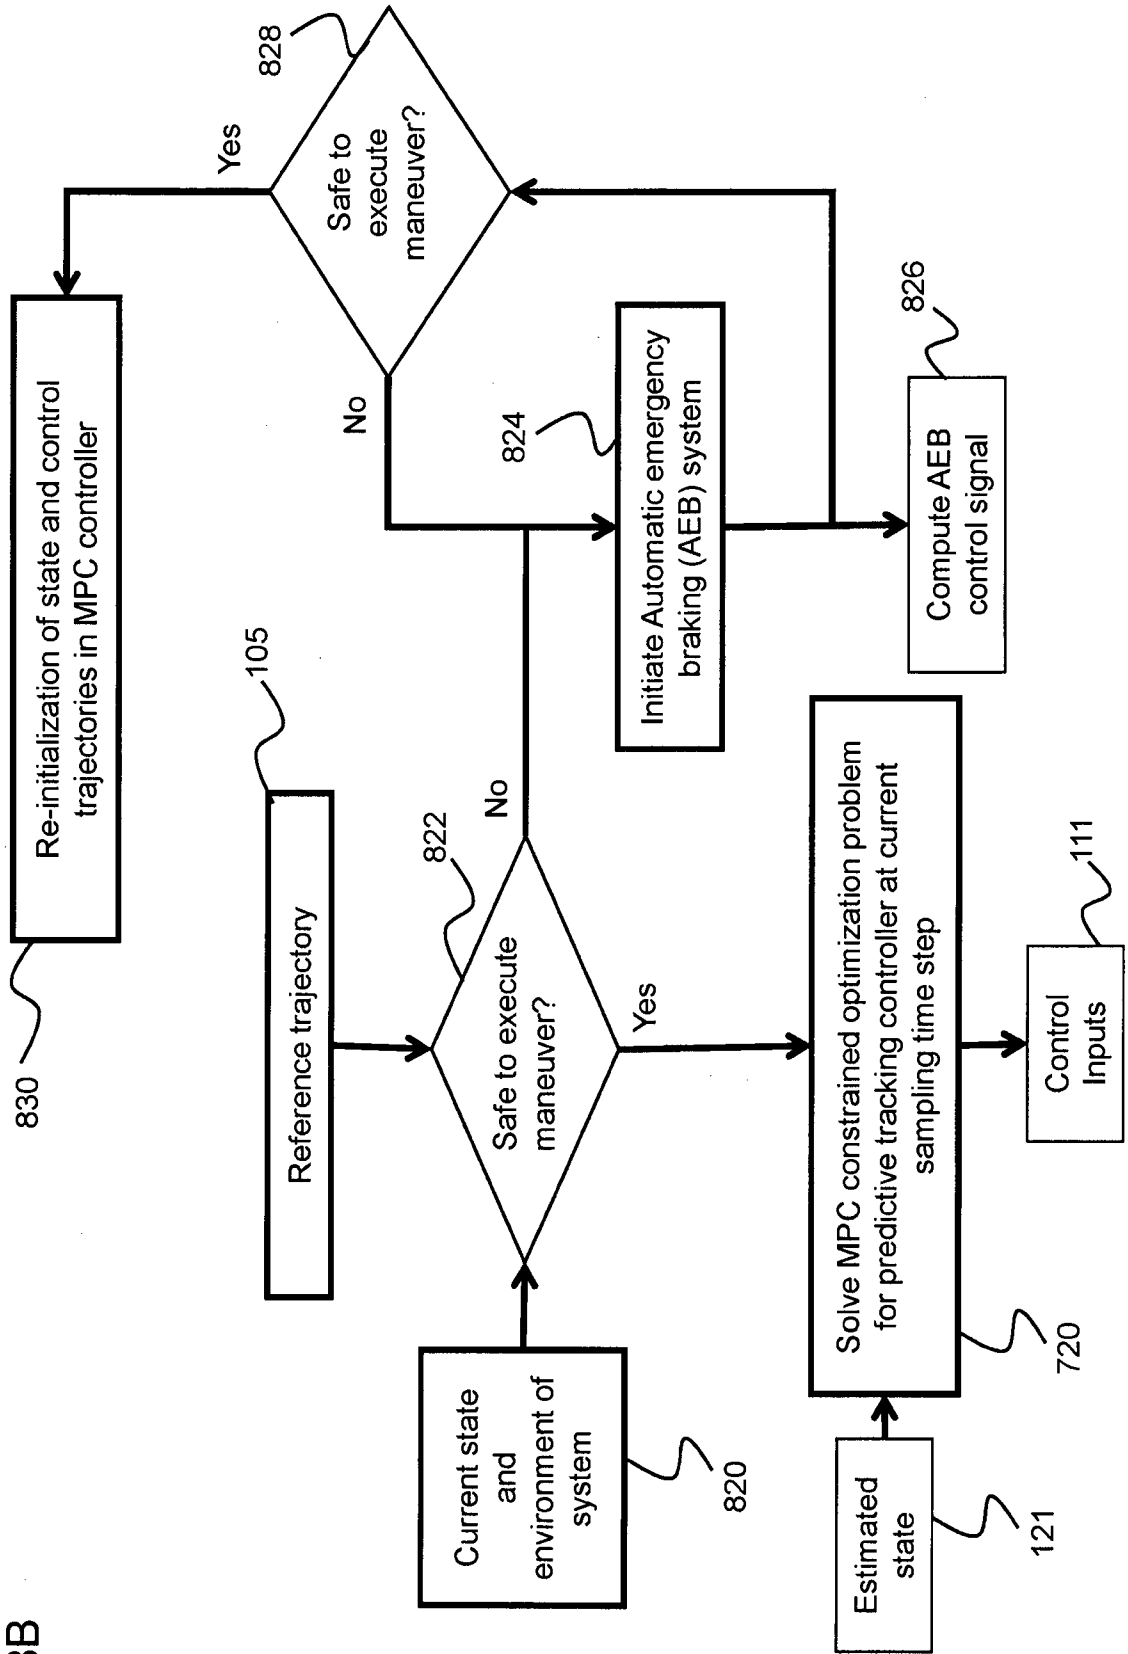 8B
830
Re-initialization of state and control
trajectories in MPC controller
Yes
828
Safe to
execute
maneuver?
No
105
Reference trajectory
820
Current state
and
environment of
system
822
Safe to execute
maneuver?
No
Yes
824
Initiate Automatic emergency
braking (AEB) system
826
Compute AEB
control signal
121
Estimated
state
720
Solve MPC constrained optimization problem
for predictive tracking controller at current
sampling time step
111
Control
Inputs